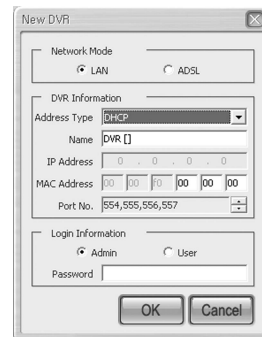 New DVR
Network Mode
LAN ADSL
DVR Information
Address Type DHCP
Name DVR []
IP Address 0 . 0 . 0 . 0
MAC Address 00 00 f0 00 00 00
Port No. 554,555,556,557
Login Information
Admin User
Password
OK Cancel